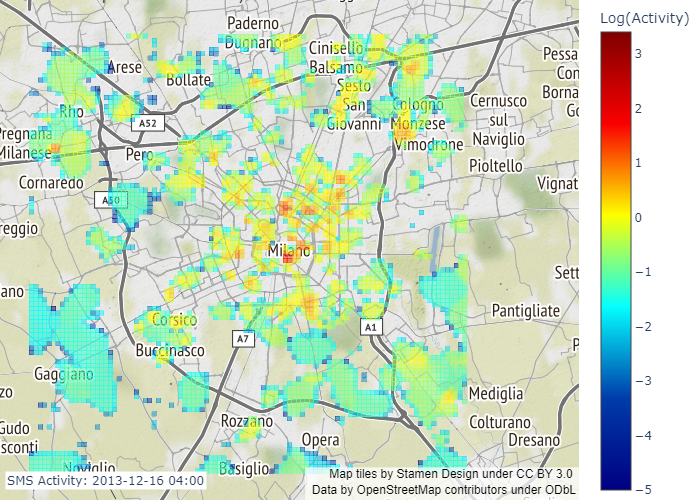 Log(Activity)
Paderno
Dugnano
Cinisello
Balsamo
Arese
Bollate
Sesto
San
Giovanni
Cologno
Monzese
Cernusco
sul
Naviglio
Pessa
Con
Borna
Go
Rho
A52
Pregnana
Milanese
Pero
Vimodrone
Pioltello
Cornaredo
A50
Vignat
reggio
Milano
Sett
ano
Pantigliate
Corsico
A7
A1
Buccinasco
P
Gaggiano
zo
Mediglia
Rozzano
Colturano
Gudo
Dresano
sconti
Opera
Noviglio
Basiglio
SMS Activity: 2013-12-16 04:00
Map tiles by Stamen Design under CC BY 3.0
Data by OpenStreetMap contributors under ODbL
3
2
1
0
−1
−2
−3
−4
−5